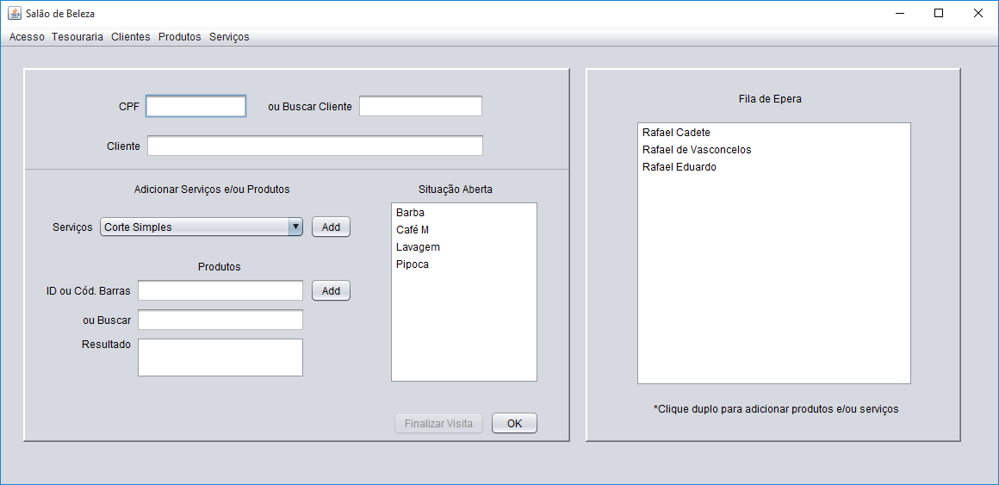 Salão de Beleza
Acesso Tesouraria Clientes Produtos Serviços
CPF
ou Buscar Cliente
Cliente
Adicionar Serviços e/ou Produtos
Serviços
Corte Simples
Add
Produtos
ID ou Cód. Barras
Add
ou Buscar
Resultado
Situação Aberta
Barba
Café M
Lavagem
Pipoca
Finalizar Visita
OK
Fila de Epera
Rafael Cadete
Rafael de Vasconcelos
Rafael Eduardo
*Clique duplo para adicionar produtos e/ou serviços